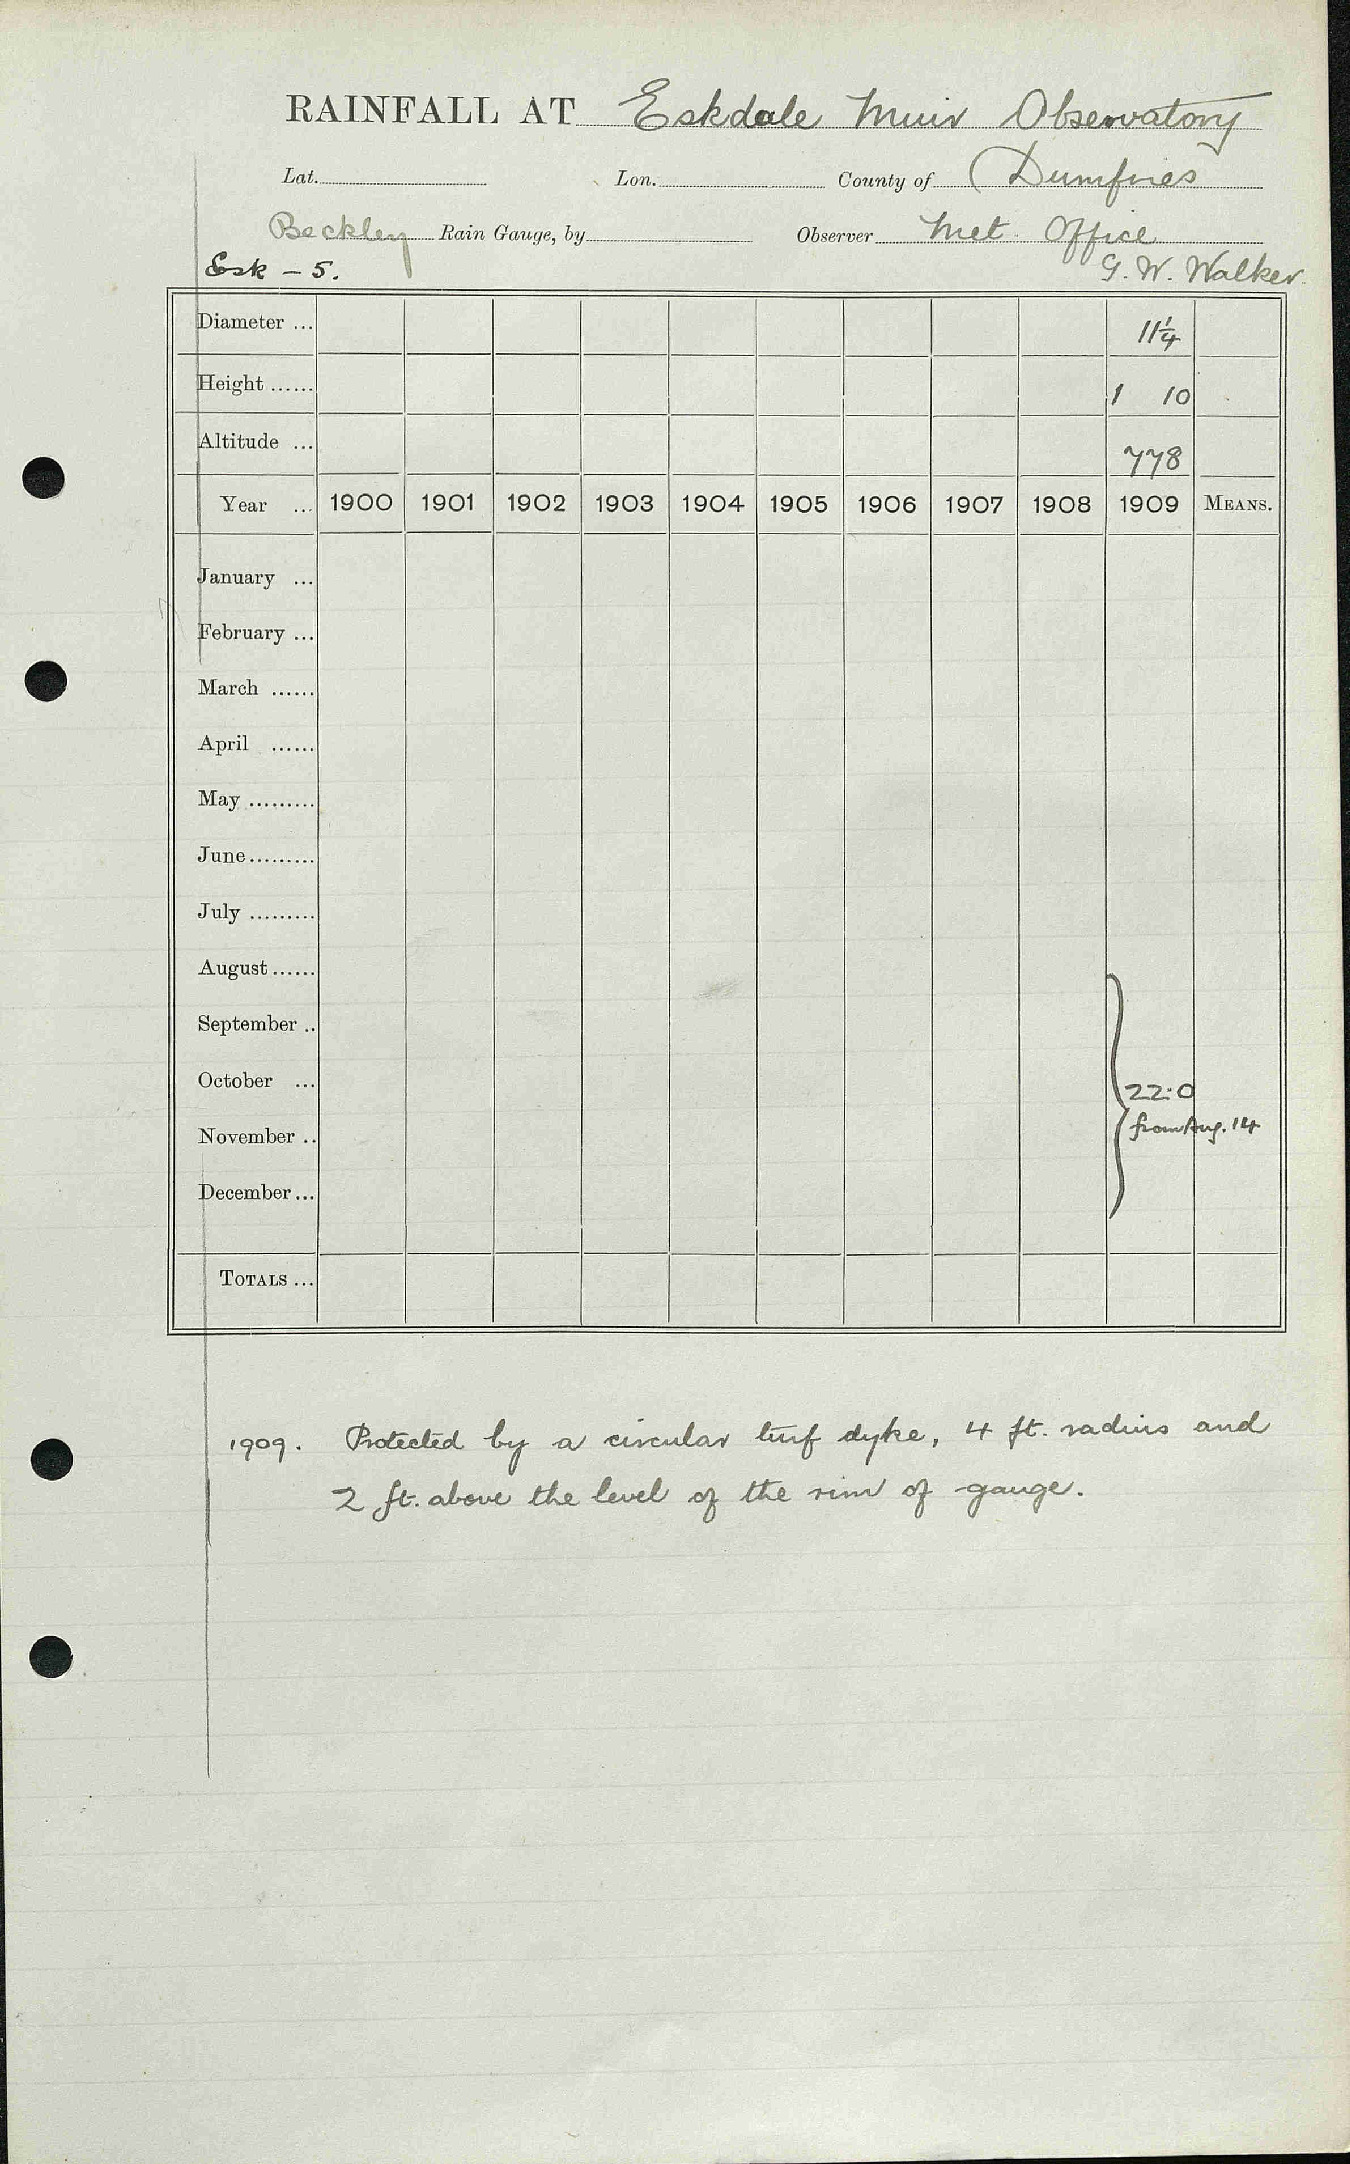 RAINFALL AT Eskdale Muir Observatory
Lat. Lon. County of Dumfries
Beckley Rain Gauge, by Observer Met. Office
Esk - 5. G. W. Walker.
Diameter ... 11¼
Height ...... 1 10
Altitude ... 778
Year ... 1900 1901 1902 1903 1904 1905 1906 1907 1908 1909 MEANS.
January ...
February ...
March ......
April ......
May .........
June.........
July .........
August......
September ..
October ... 22.0
November .. from Aug. 14
December...
TOTALS ...
1909. Protected by a circular turf dyke, 4 ft. radius and
2 ft. above the level of the rim of gauge.